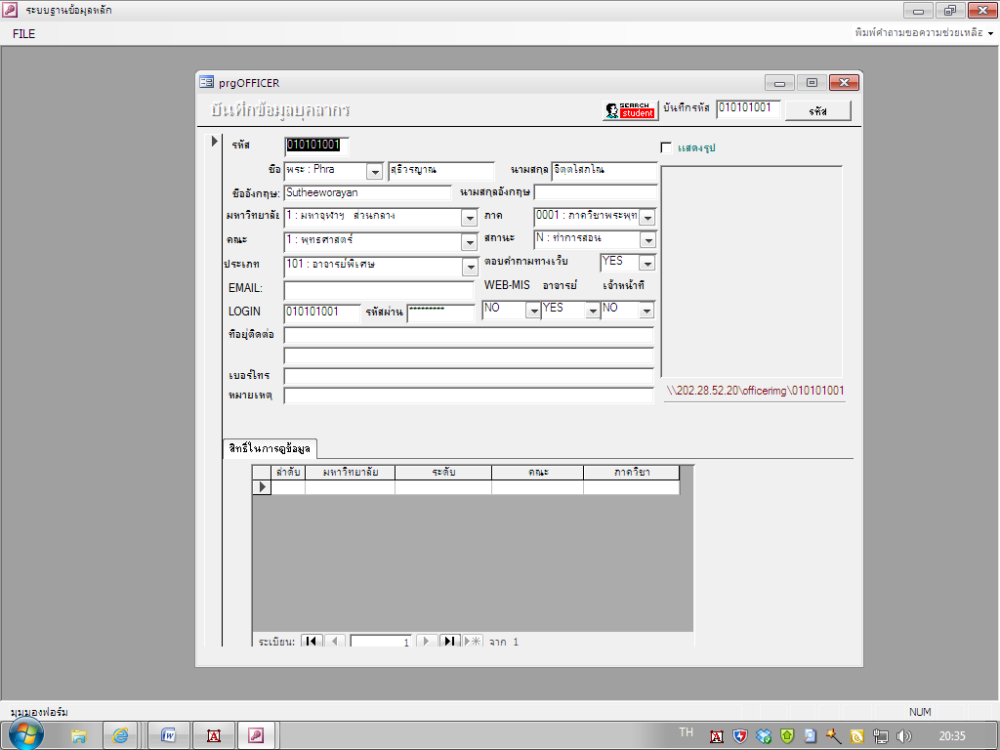 ระบบฐานข้อมูลหลัก
FILE พิมพ์คำถามขอความช่วยเหลือ
prgOFFICER
บันทึกข้อมูลบุคลากร SEARCH student บันทึกรหัส 010101001 รหัส
รหัส 010101001 แสดงรูป
ชื่อ พระ : Phra สุธีวรญาณ นามสกุล จิตฺตโสภโณ
ชื่ออังกฤษ: Sutheeworayan นามสกุลอังกฤษ
มหาวิทยาลัย 1 : มหาจุฬาฯ ส่วนกลาง ภาค 0001 : ภาควิชาพระพุท
คณะ 1 : พุทธศาสตร์ สถานะ N : ทำการสอน
ประเภท 101 : อาจารย์พิเศษ ตอบคำถามทางเว็บ YES
EMAIL: WEB-MIS อาจารย์ เจ้าหน้าที่
LOGIN 010101001 รหัสผ่าน ********* NO YES NO
ที่อยู่ติดต่อ
เบอร์โทร
หมายเหตุ
\\202.28.52.20\officerimg\010101001
สิทธิ์ในการดูข้อมูล
ลำดับ มหาวิทยาลัย ระดับ คณะ ภาควิชา
ระเบียน: 1 จาก 1
มุมมองฟอร์ม NUM
TH 20:35